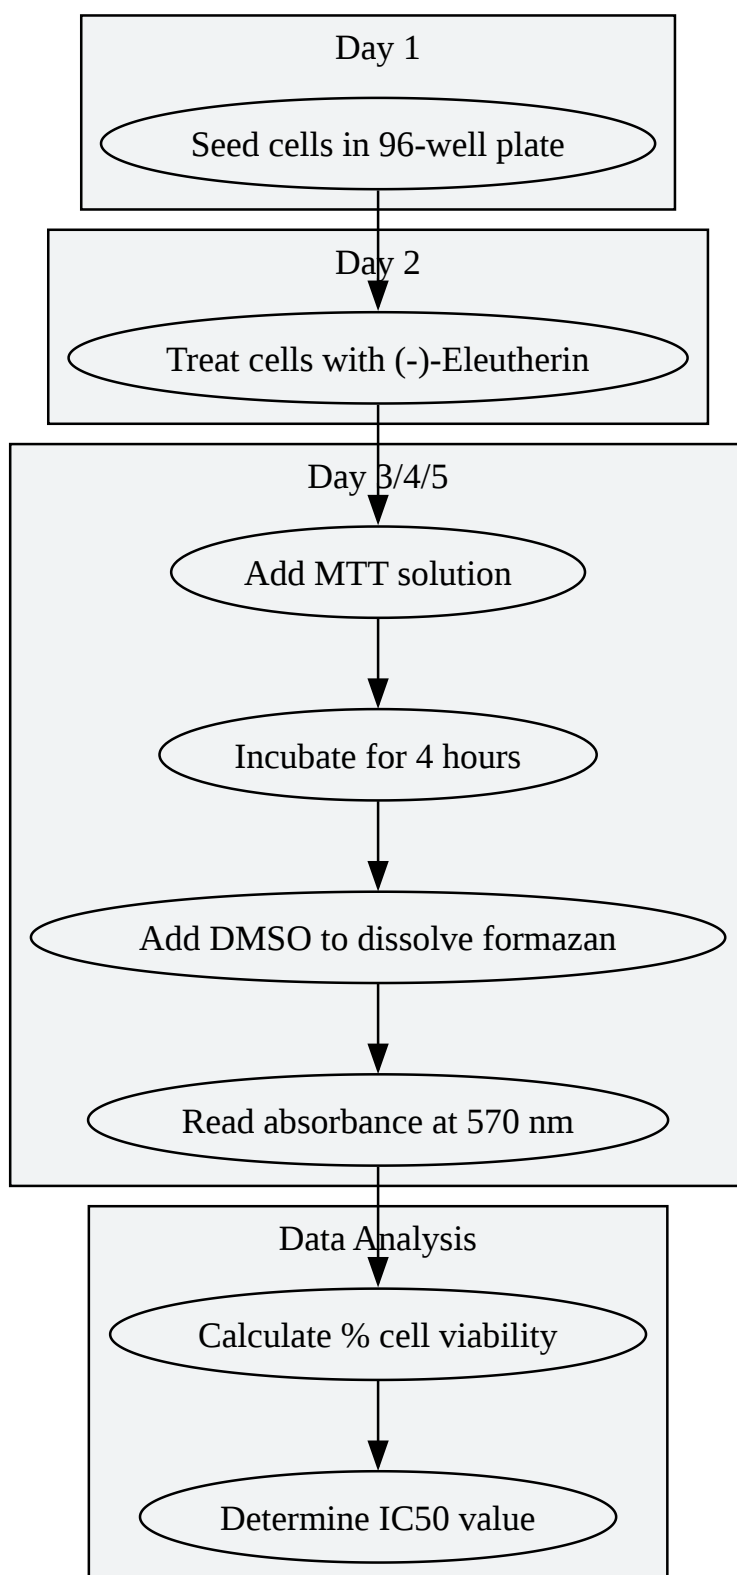 Day 1
Seed cells in 96-well plate
Day 2
Treat cells with (-)-Eleutherin
Day 3/4/5
Add MTT solution
Incubate for 4 hours
Add DMSO to dissolve formazan
Read absorbance at 570 nm
Data Analysis
Calculate % cell viability
Determine IC50 value